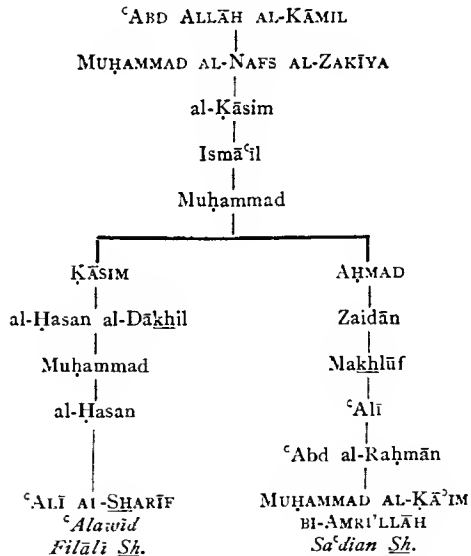 ʿABD ALLĀH AL-KĀMIL
MUḤAMMAD AL-NAFS AL-ZAKĪYA
al-Ḳāsim
Ismāʿīl
Muḥammad
ḲĀSIM AḤMAD
al-Ḥasan al-Dākhil Zaidān
Muḥammad Makhlūf
al-Ḥasan ʿAlī
ʿAbd al-Raḥmān
ʿALĪ AL-SHARĪF MUḤAMMAD AL-ḲĀʾIM
ʿAlawid BI-AMRI'LLĀH
Filālī Sh. Saʿdian Sh.